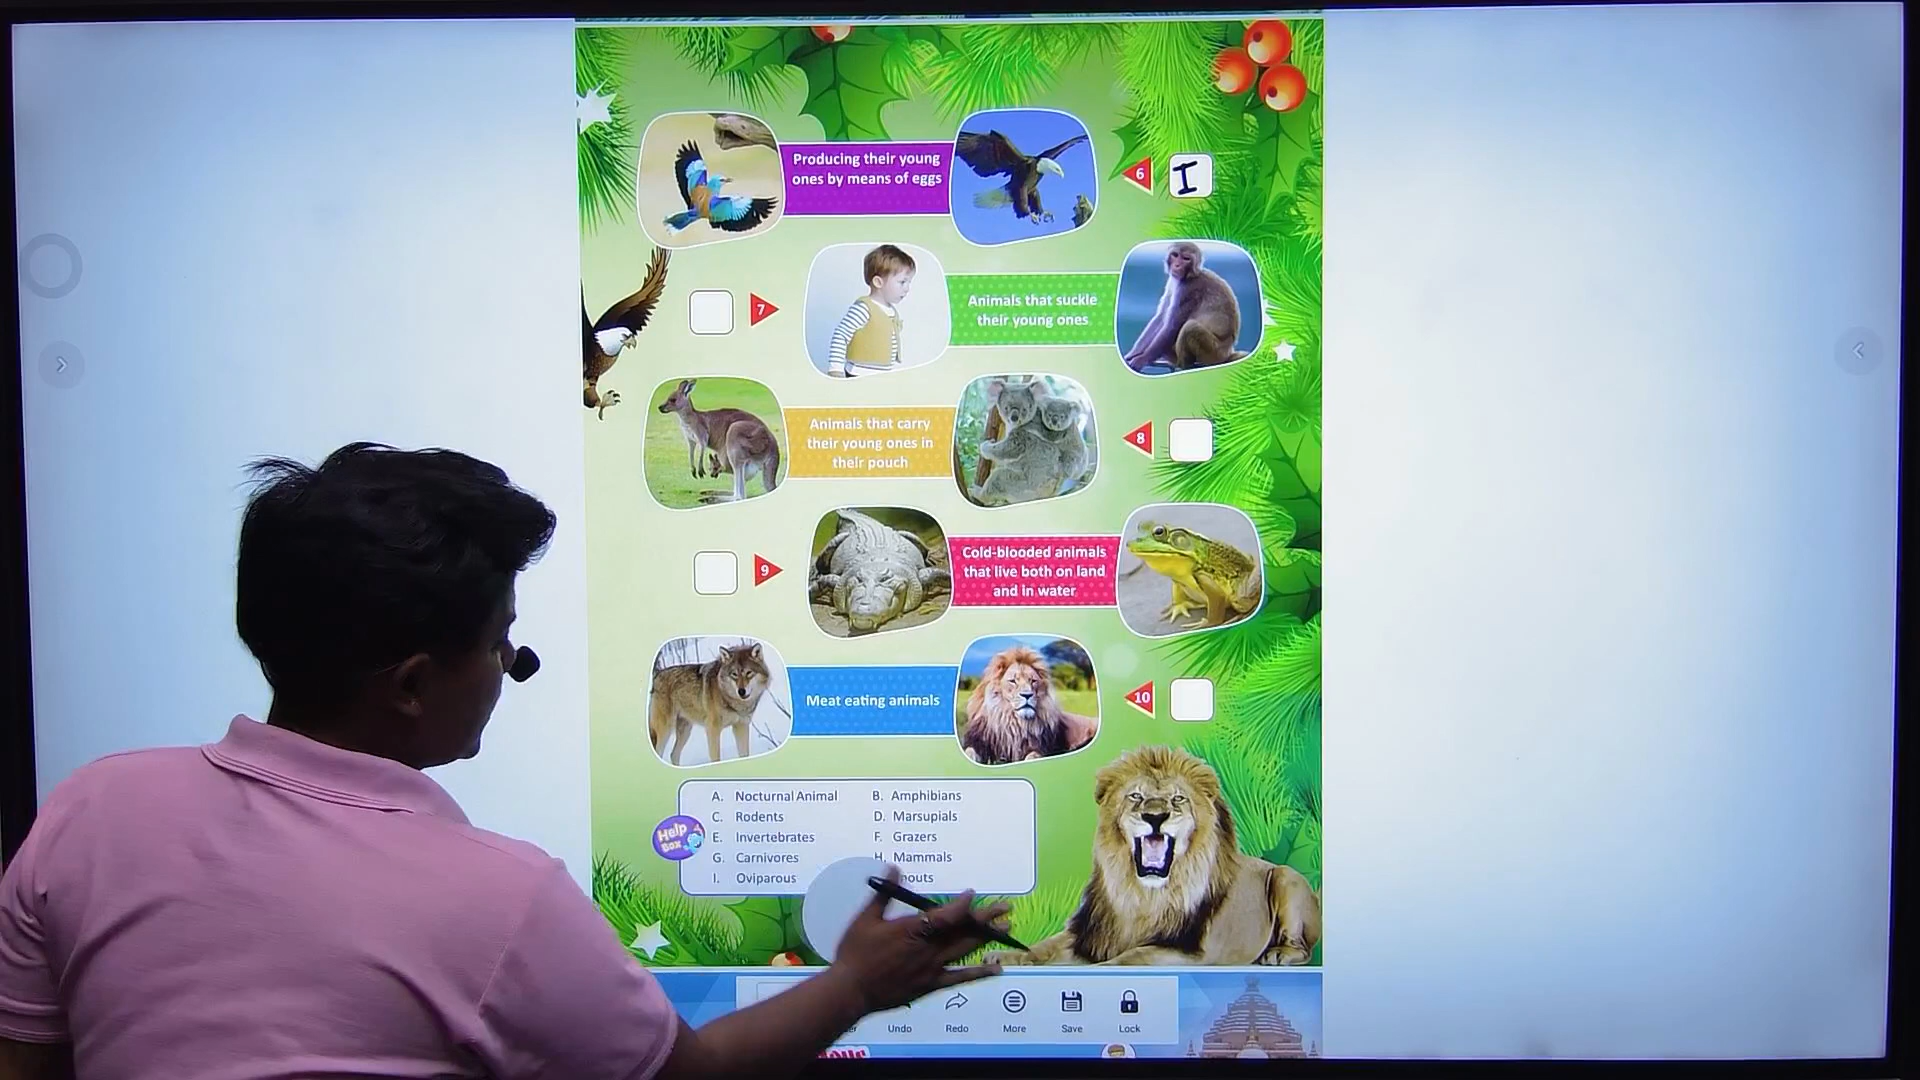 Producing their young
ones by means of eggs
6
I
7
Animals that suckle
their young ones
Animals that carry
their young ones in
their pouch
8
9
Cold-blooded animals
that live both on land
and in water
Meat eating animals
10
Help
Box
A. Nocturnal Animal
B. Amphibians
C. Rodents
D. Marsupials
E. Invertebrates
F. Grazers
G. Carnivores
H. Mammals
I. Oviparous
Undo
Redo
More
Save
Lock